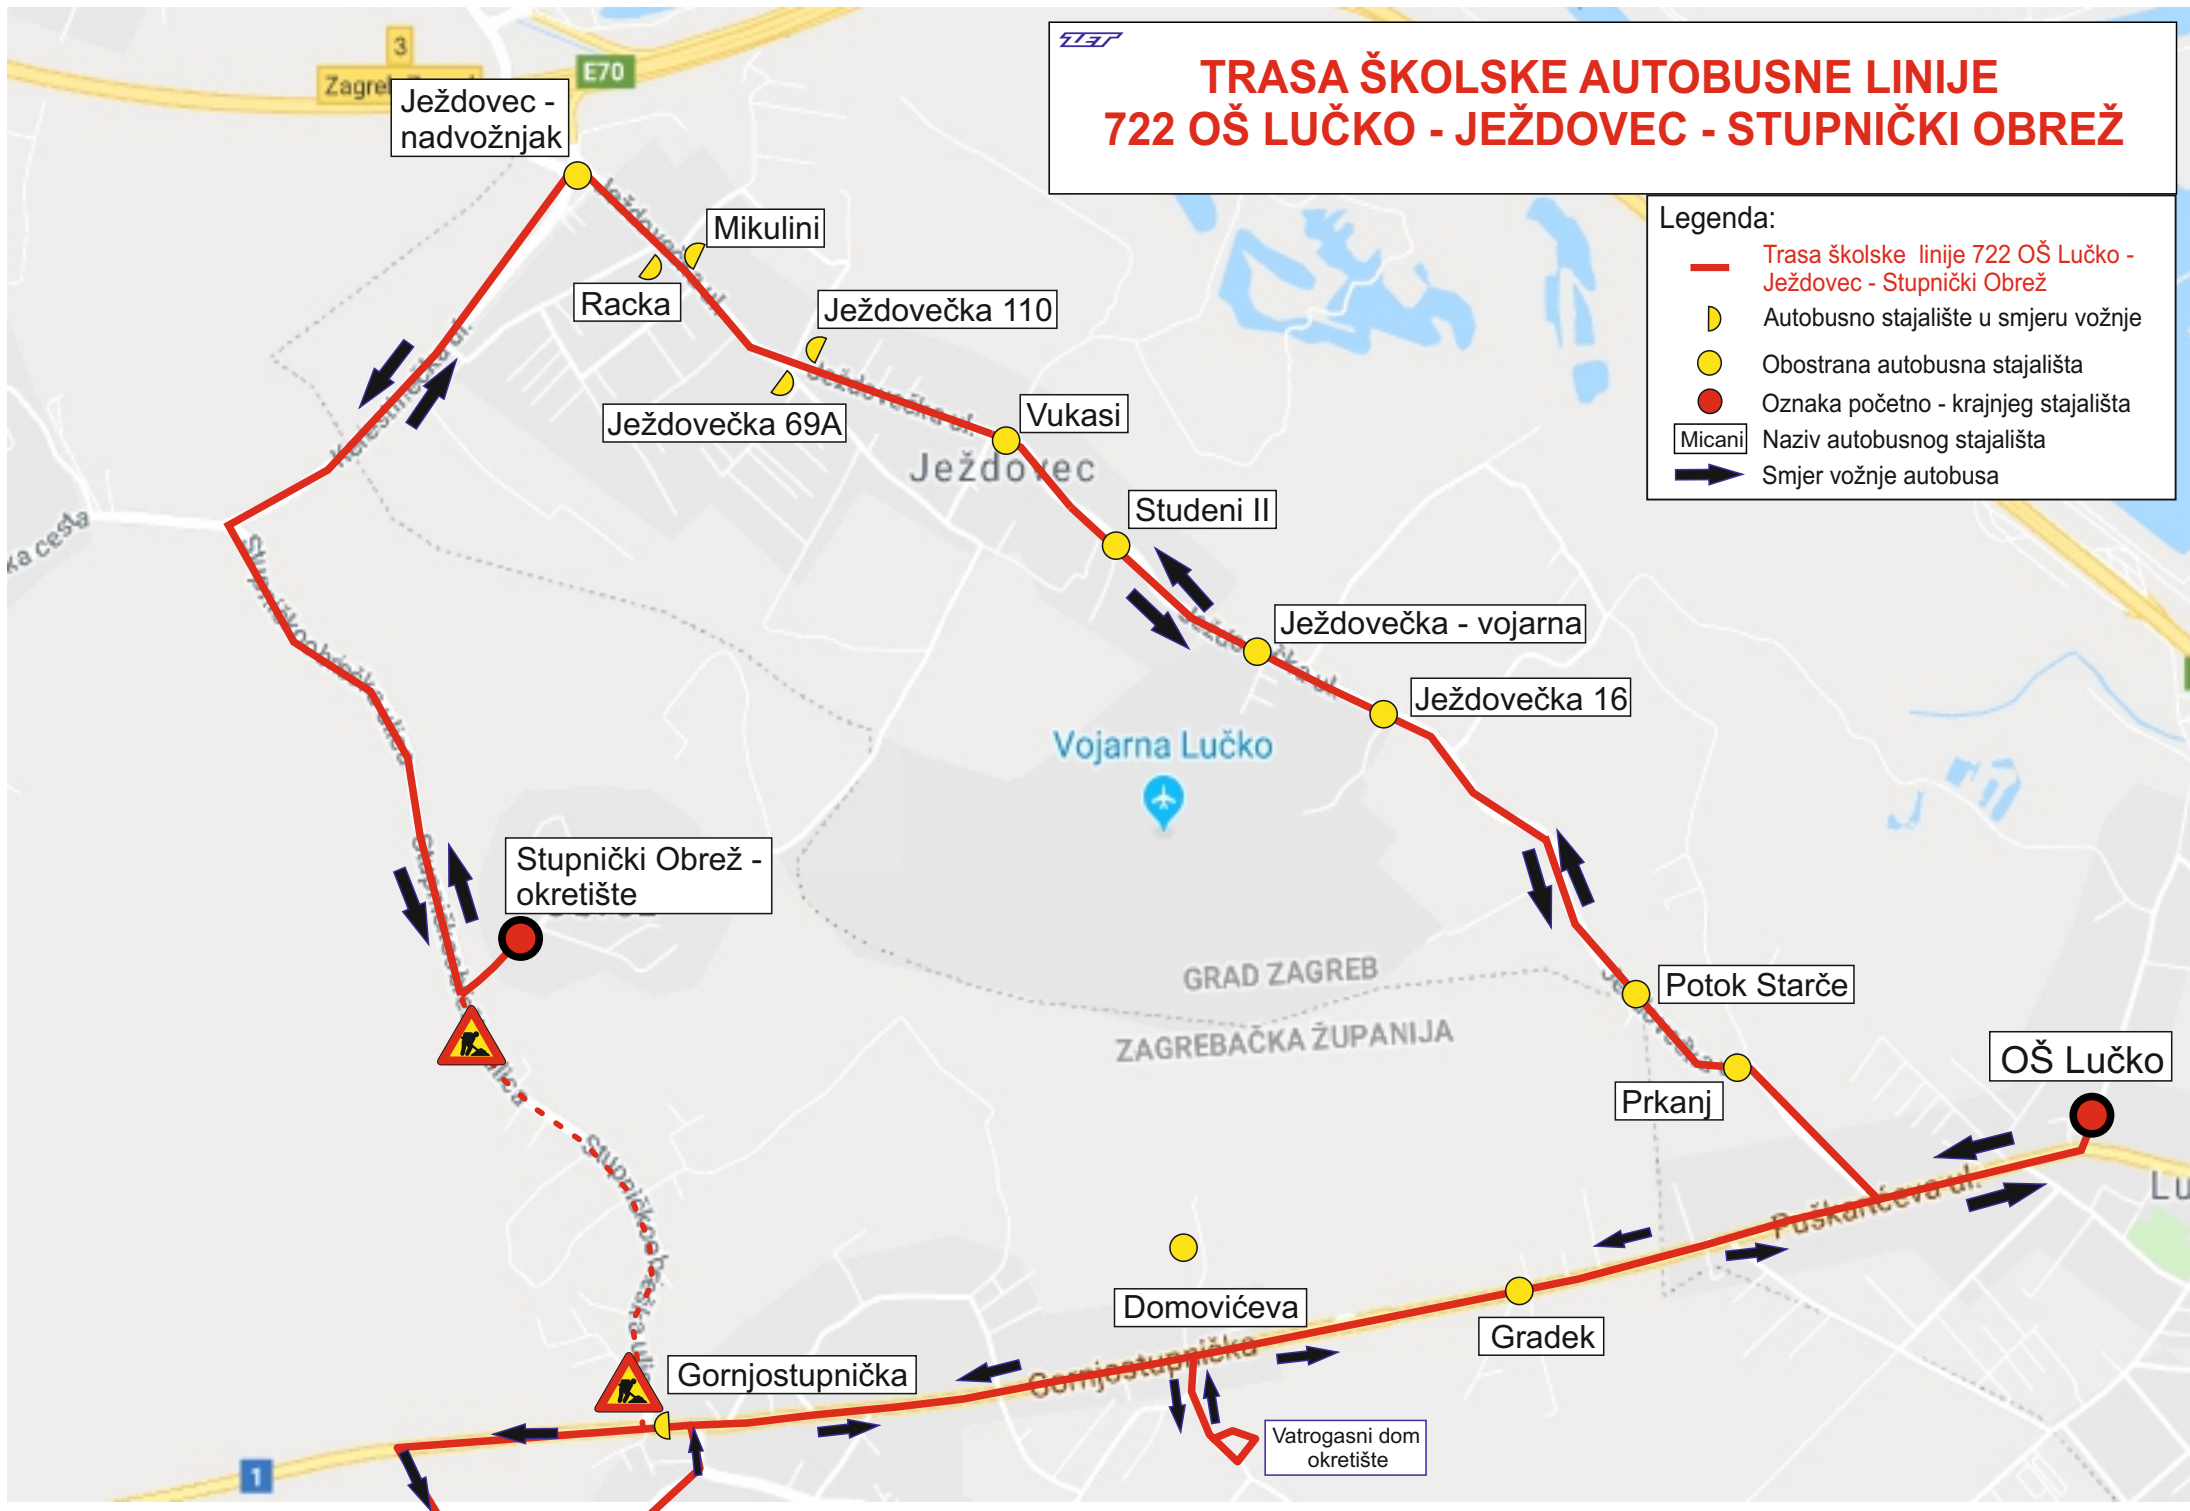 ZET
TRASA ŠKOLSKE AUTOBUSNE LINIJE
722 OŠ LUČKO - JEŽDOVEC - STUPNIČKI OBREŽ
Legenda:
Trasa školske linije 722 OŠ Lučko -
Ježdovec - Stupnički Obrež
Autobusno stajalište u smjeru vožnje
Obostrana autobusna stajališta
Oznaka početno - krajnjeg stajališta
Micani
Naziv autobusnog stajališta
Smjer vožnje autobusa
3
E70
Ježdovec -
nadvožnjak
Mikulini
Racka
Ježdovečka 110
Ježdovečka ul.
Ježdovečka 69A
Vukasi
Ježdovec
Studeni II
Ježdovečka - vojarna
Ježdovečka 16
Vojarna Lučko
Stupnički Obrež -
okretište
GRAD ZAGREB
ZAGREBAČKA ŽUPANIJA
Potok Starče
Prkanj
OŠ Lučko
Puškarićeva ul.
Domovićeva
Gradek
Gornjostupnička
Gornjostupnička
Vatrogasni dom
okretište
1